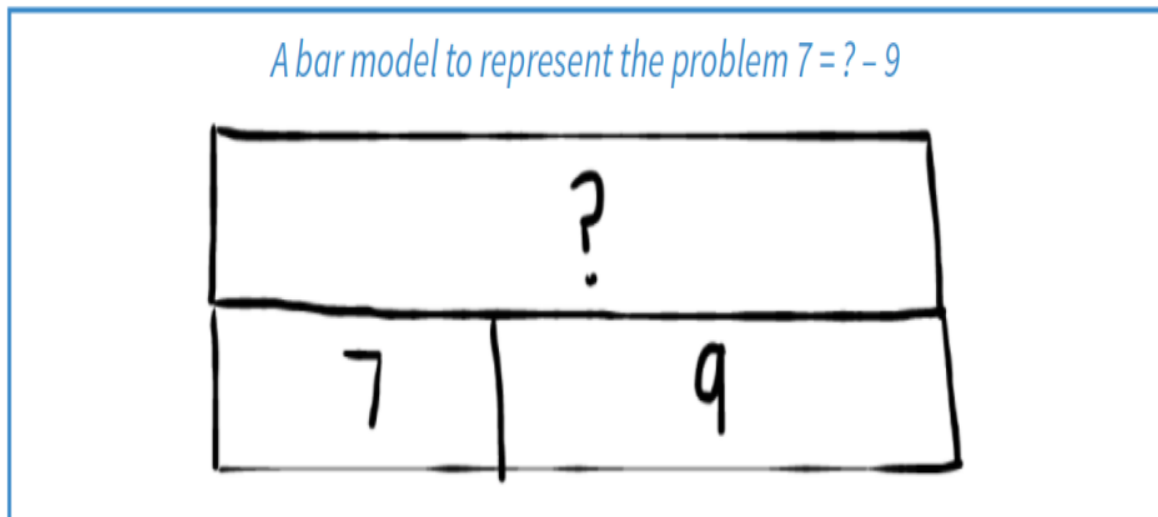 A bar model to represent the problem 7 = ? – 9
?
7 9